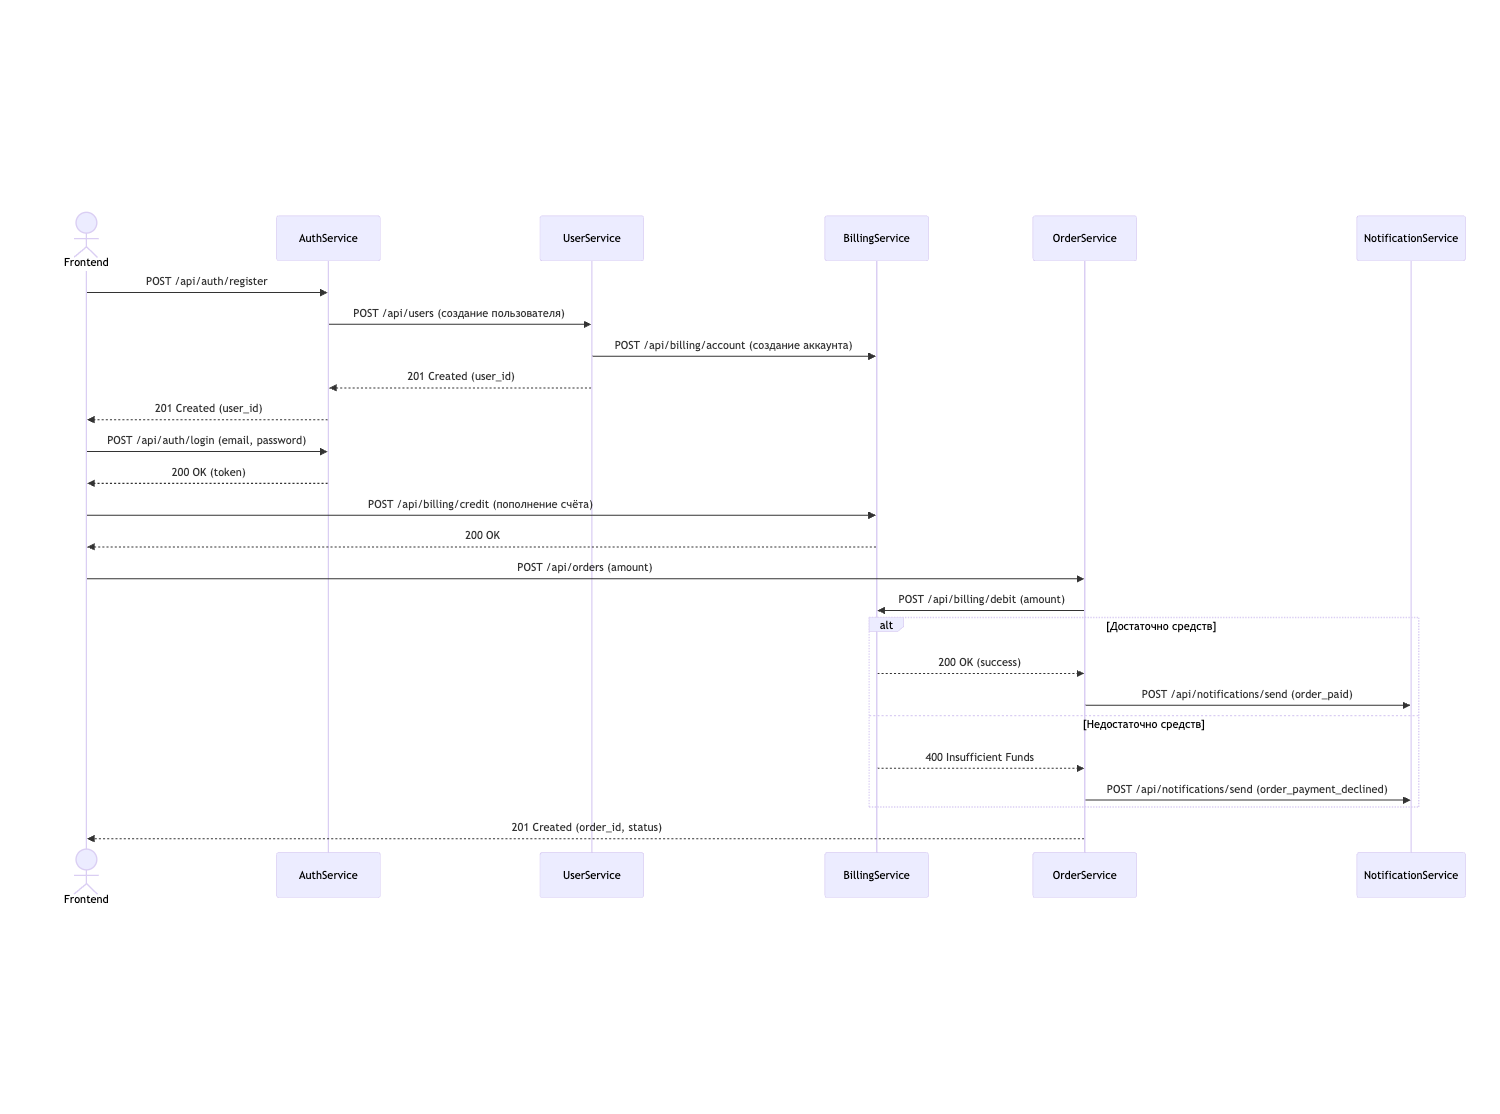 Frontend
AuthService
UserService
BillingService
OrderService
NotificationService
POST /api/auth/register
POST /api/users (создание пользователя)
POST /api/billing/account (создание аккаунта)
201 Created (user_id)
201 Created (user_id)
POST /api/auth/login (email, password)
200 OK (token)
POST /api/billing/credit (пополнение счёта)
200 OK
POST /api/orders (amount)
POST /api/billing/debit (amount)
alt
[Достаточно средств]
200 OK (success)
POST /api/notifications/send (order_paid)
[Недостаточно средств]
400 Insufficient Funds
POST /api/notifications/send (order_payment_declined)
201 Created (order_id, status)
Frontend
AuthService
UserService
BillingService
OrderService
NotificationService